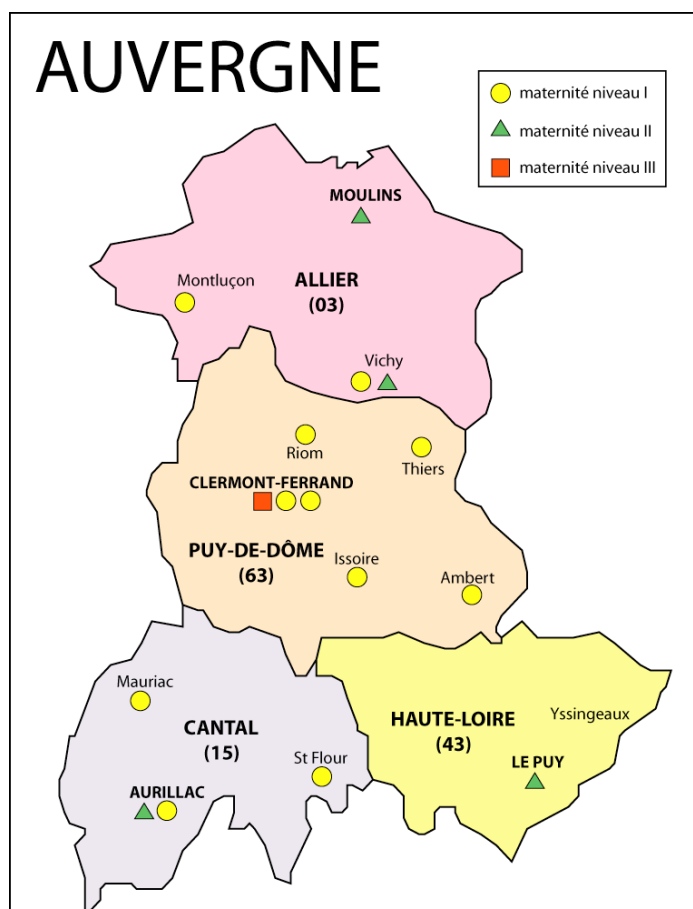 AUVERGNE
maternité niveau I
maternité niveau II
maternité niveau III
MOULINS
Montluçon
ALLIER
(03)
Vichy
Riom
Thiers
CLERMONT-FERRAND
PUY-DE-DÔME
(63)
Issoire
Ambert
Mauriac
CANTAL
(15)
St Flour
AURILLAC
HAUTE-LOIRE
(43)
Yssingeaux
LE PUY